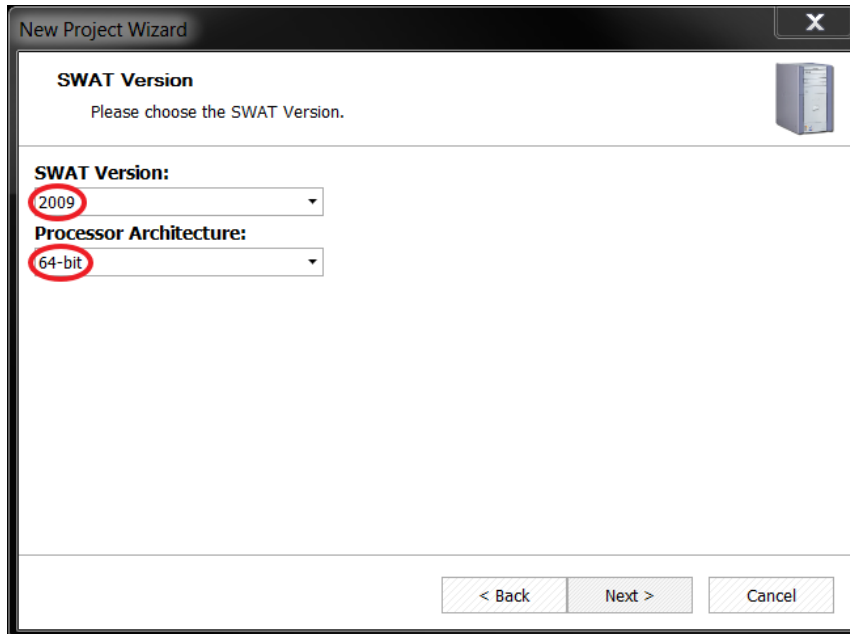 New Project Wizard
X
SWAT Version
Please choose the SWAT Version.
SWAT Version:
2009
Processor Architecture:
64-bit
< Back Next > Cancel